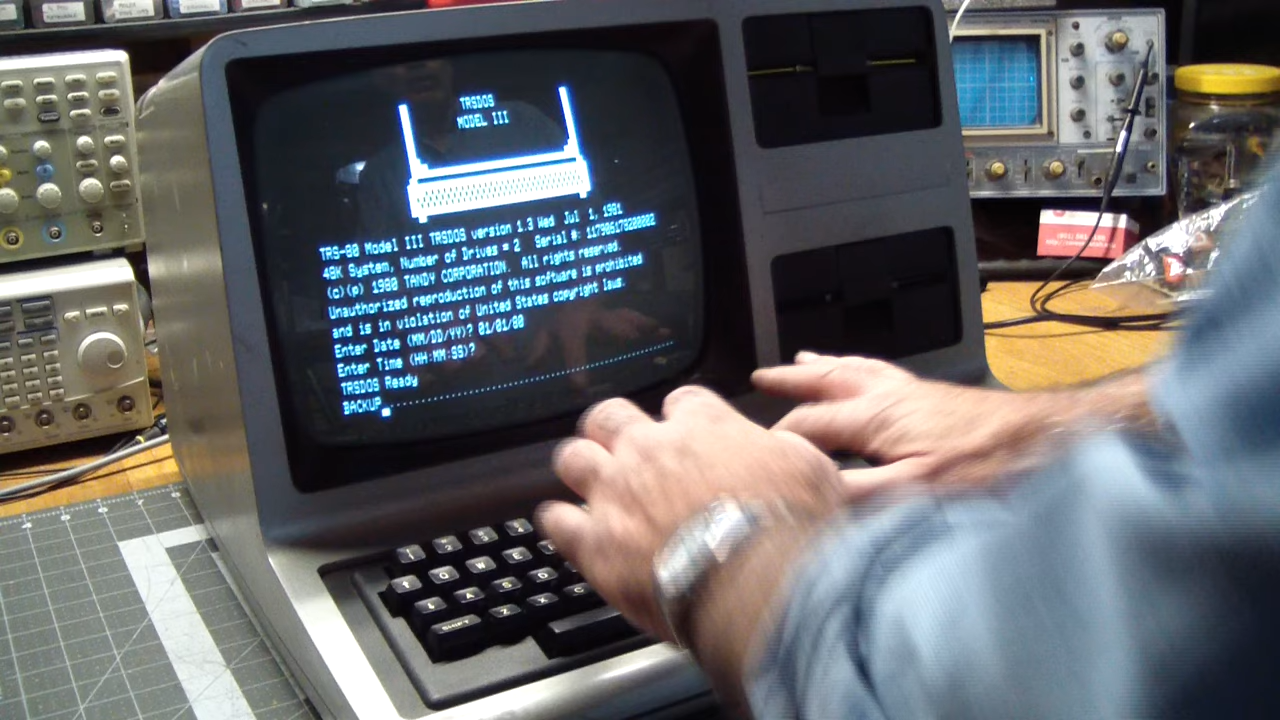 TRSDOS
MODEL III
TRS-80 Model III TRSDOS version 1.3 Wed Jul 1, 1981
48K System, Number of Drives = 2 Serial #: 117906178200202
(c)(p) 1980 TANDY CORPORATION. All rights reserved.
Unauthorized reproduction of this software is prohibited
and is in violation of United States copyright laws.
Enter Date (MM/DD/YY)? 01/01/80
Enter Time (HH:MM:SS)?
TRSDOS Ready
BACKUP
Q W E
S D
SHIFT Z X C